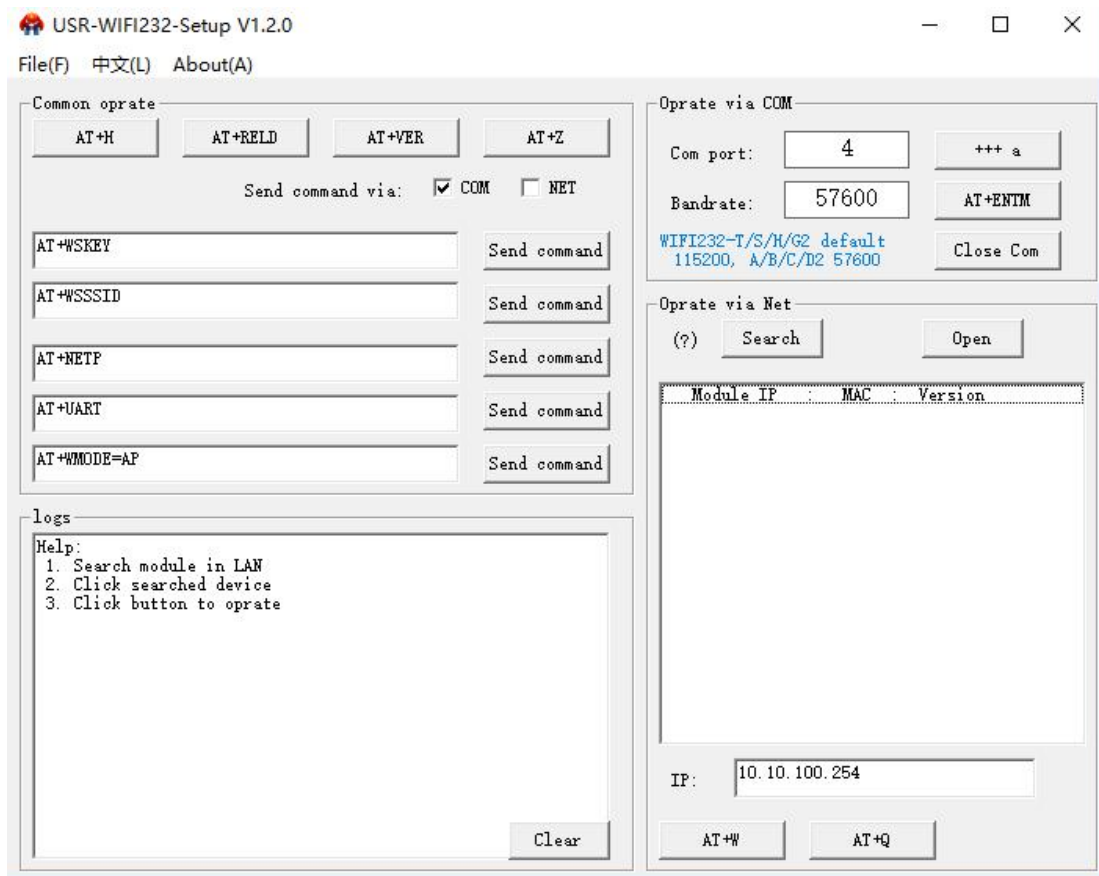 USR-WIFI232-Setup V1.2.0
File(F) 中文(L) About(A)
Common oprate
AT+H AT+RELD AT+VER AT+Z
Send command via: COM NET
AT+WSKEY Send command
AT+WSSSID Send command
AT+NETP Send command
AT+UART Send command
AT+WMODE=AP Send command
logs
Help:
1. Search module in LAN
2. Click searched device
3. Click button to oprate
Clear
Oprate via COM
Com port: 4 +++ a
Bandrate: 57600 AT+ENTM
WIFI232-T/S/H/G2 default
115200, A/B/C/D2 57600
Close Com
Oprate via Net
(?) Search Open
Module IP : MAC : Version
IP: 10.10.100.254
AT+W AT+Q